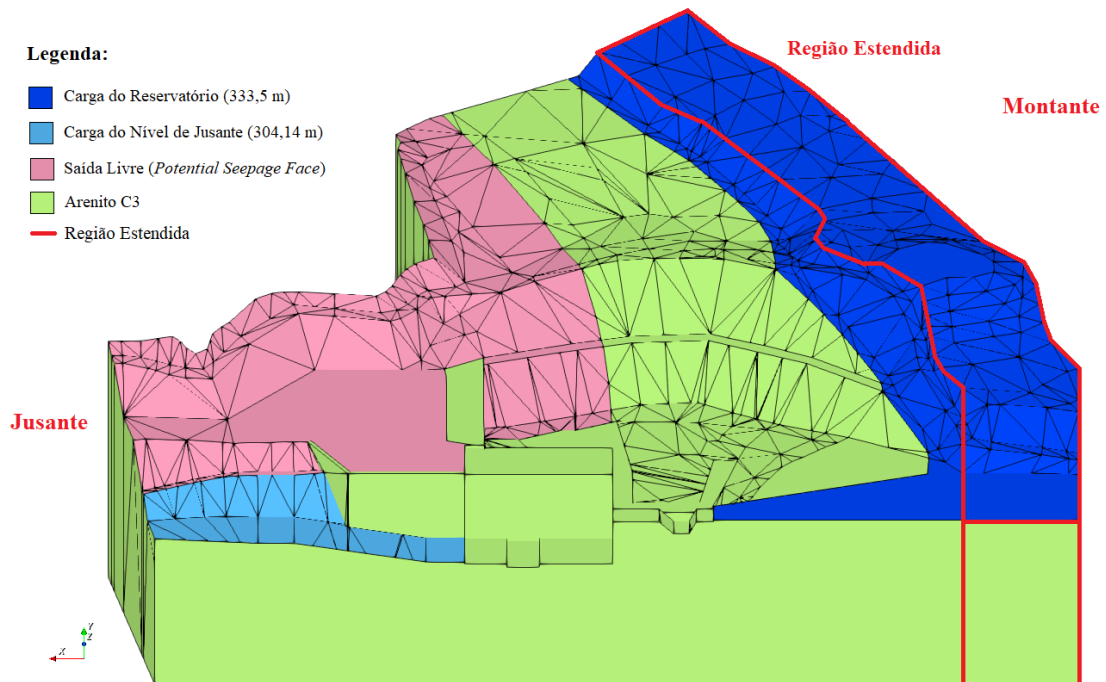 Legenda:
Carga do Reservatório (333,5 m)
Carga do Nível de Jusante (304,14 m)
Saída Livre (Potential Seepage Face)
Arenito C3
Região Estendida
Região Estendida
Montante
Jusante
Y
Z
X